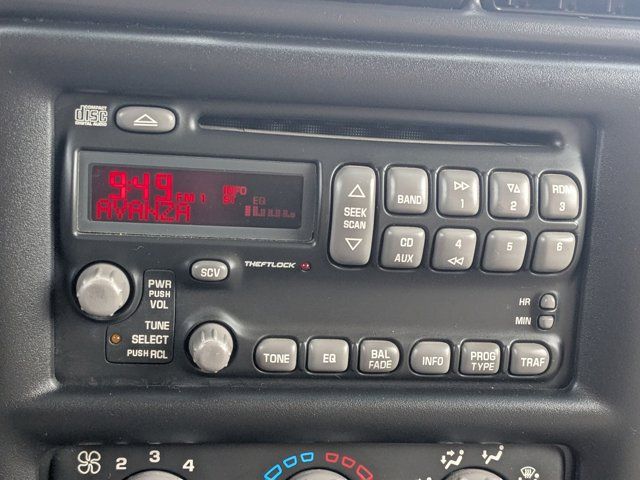 COMPACT
disc
DIGITAL AUDIO
9:49 FM 1 INFO
EQ
AVANZA
SEEK
SCAN
BAND
1
2
RDM
3
CD
AUX
4
5
6
SCV
THEFTLOCK
PWR
PUSH
VOL
TUNE
SELECT
PUSH RCL
HR
MIN
TONE
EQ
BAL
FADE
INFO
PROG
TYPE
TRAF
2 3 4